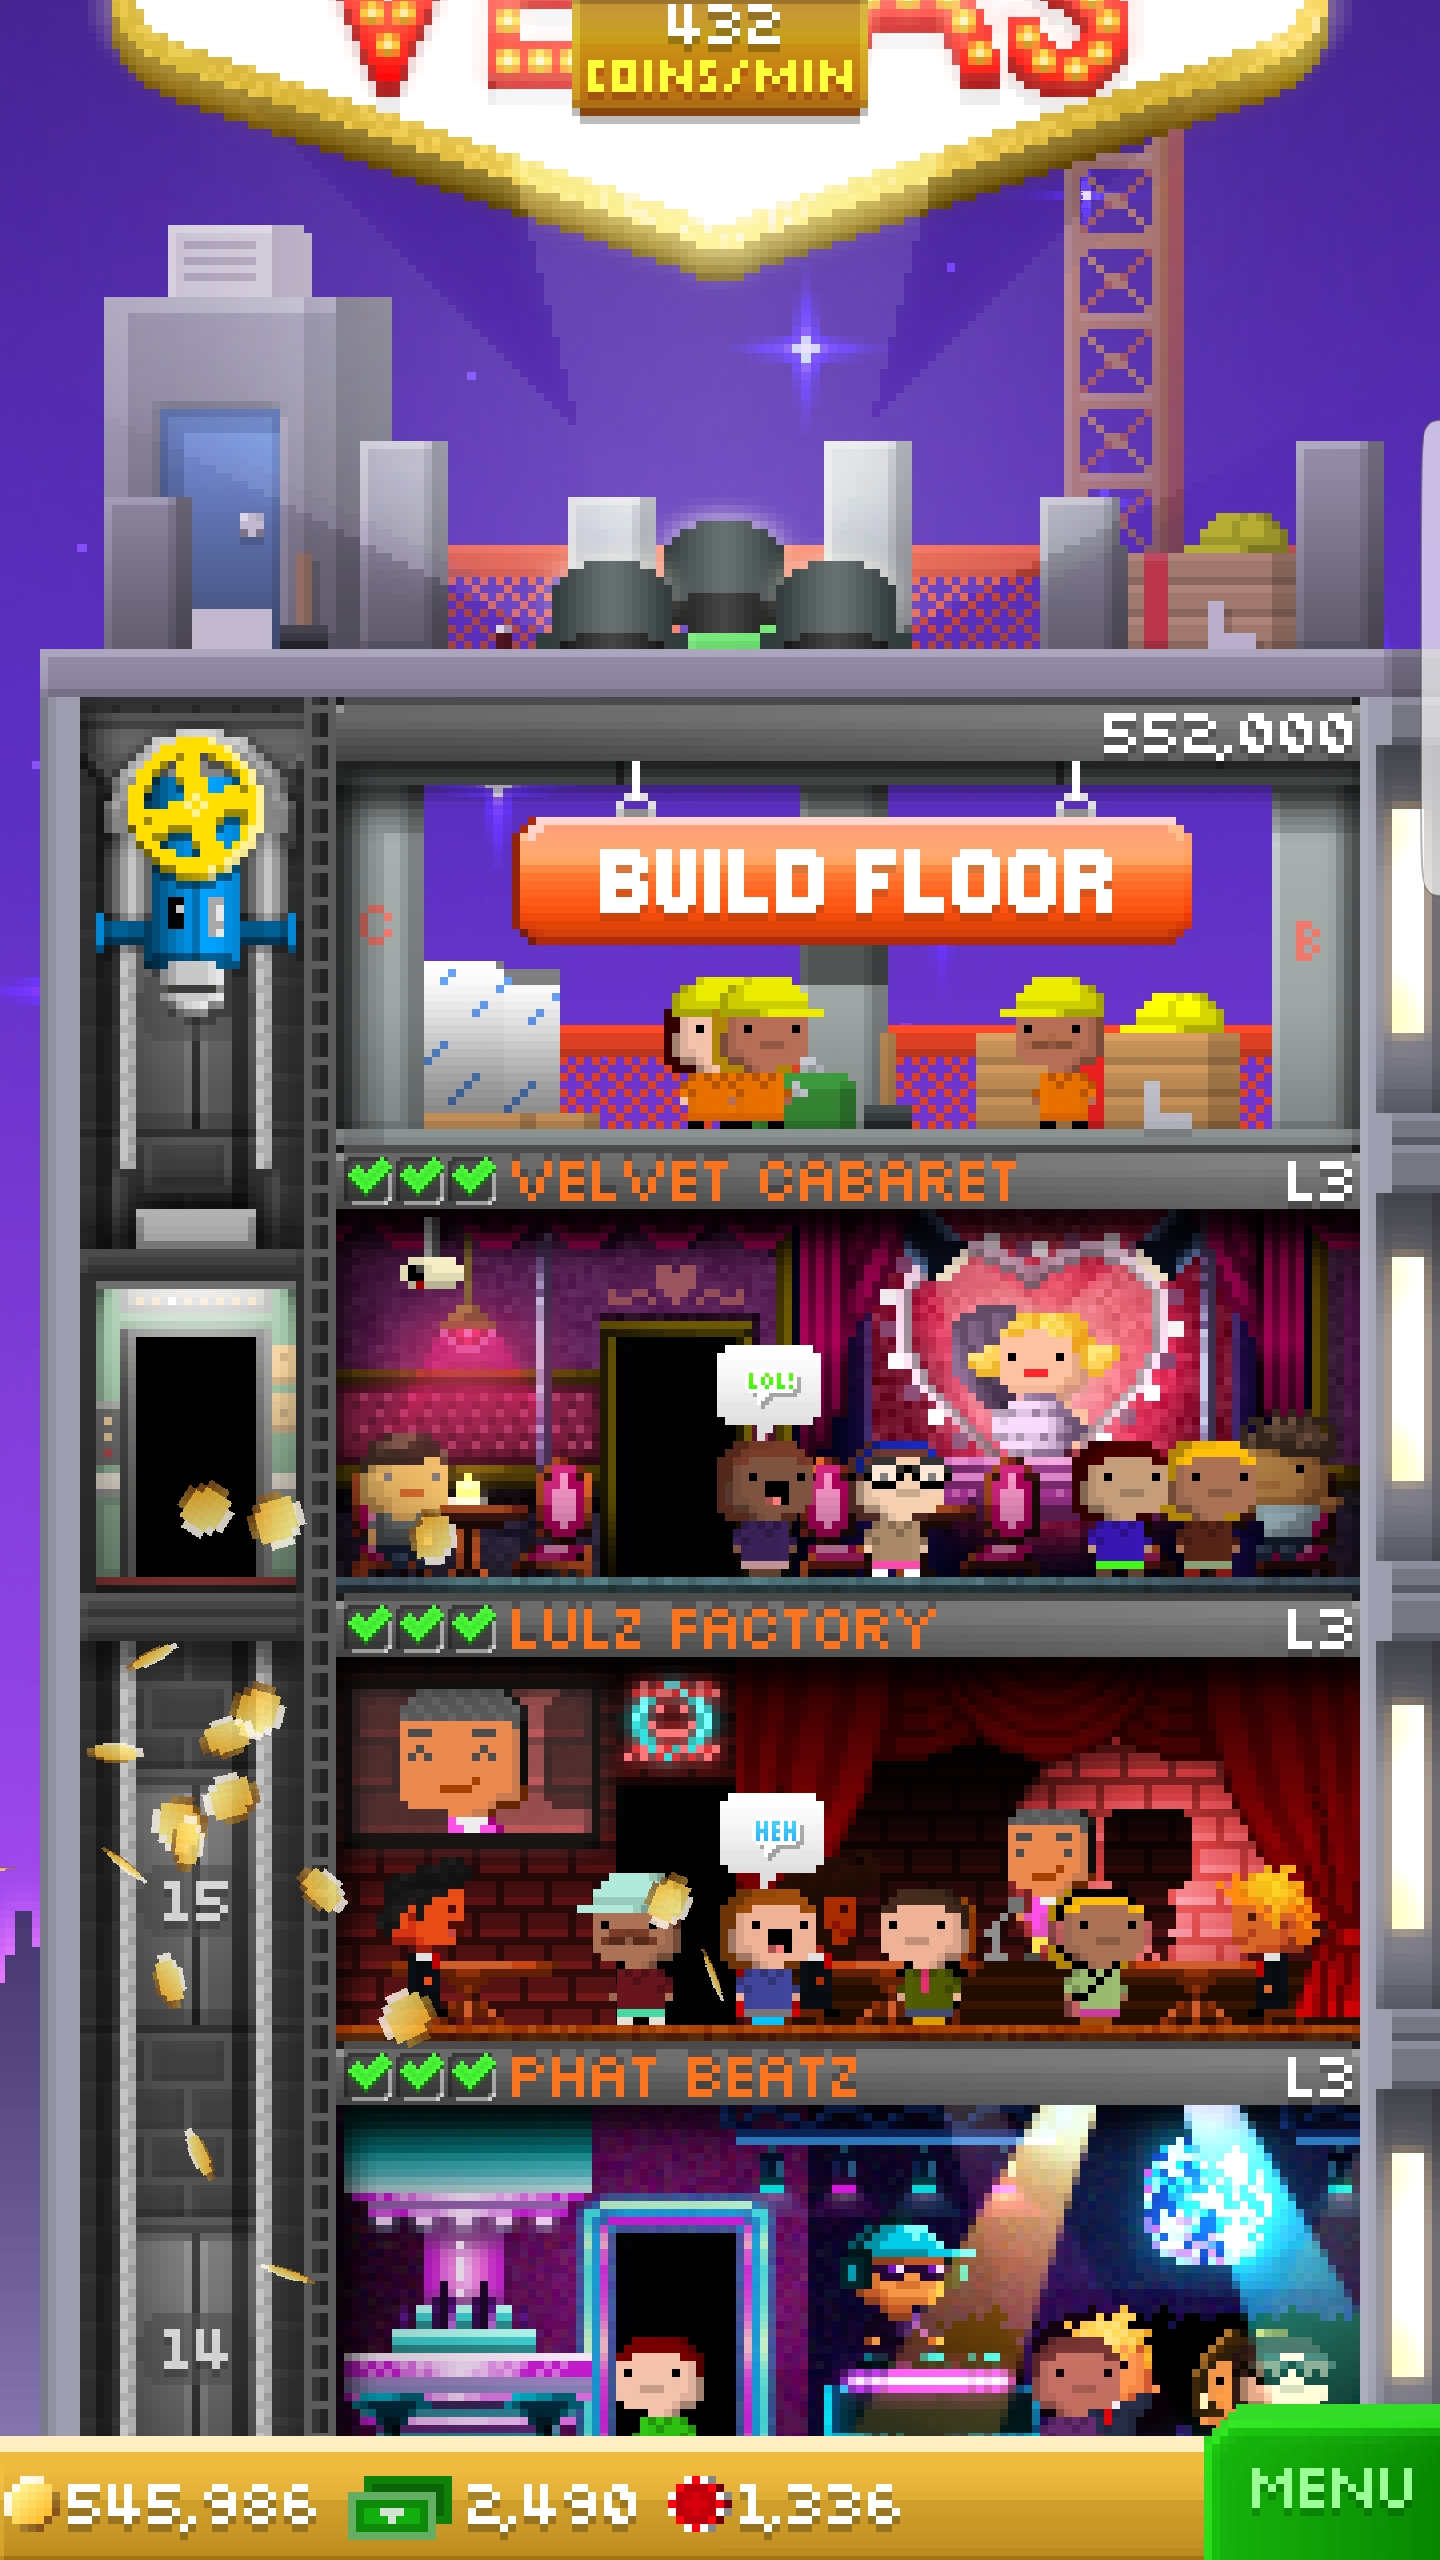 432
COINS/MIN
552,000
BUILD FLOOR
C
B
VELVET CABARET L3
LOL!
LULZ FACTORY L3
HEH
15
PHAT BEATZ L3
14
545,986 2,490 1,336
MENU